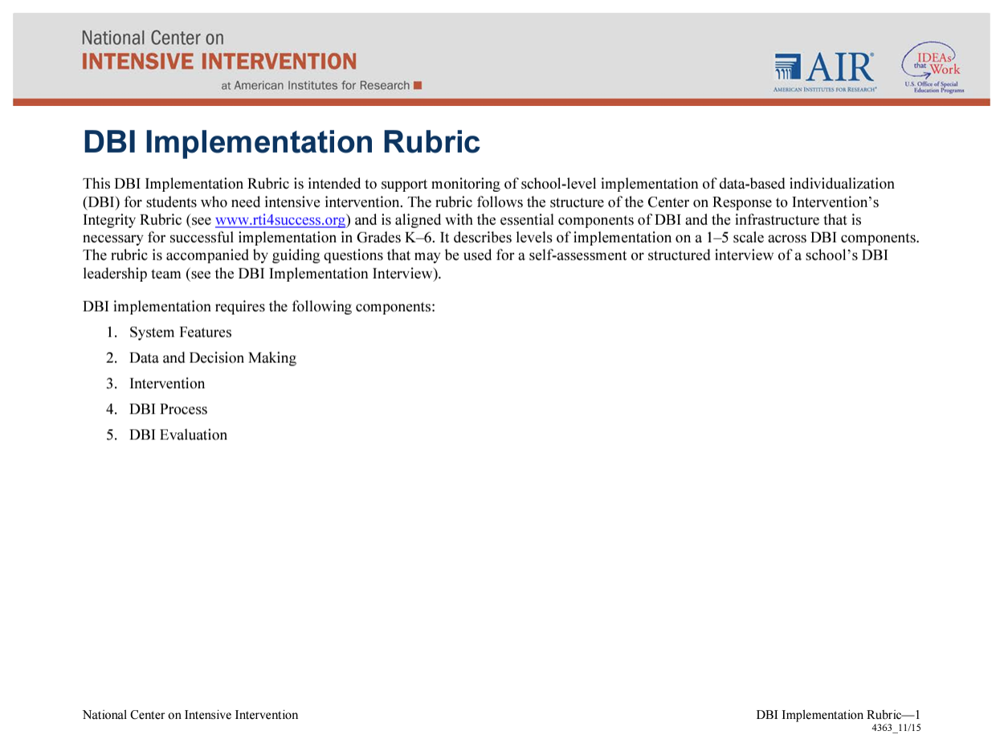 National Center on
INTENSIVE INTERVENTION
at American Institutes for Research
AIR®
AMERICAN INSTITUTES FOR RESEARCH®
IDEAs
that Work
U.S. Office of Special
Education Programs
DBI Implementation Rubric
This DBI Implementation Rubric is intended to support monitoring of school-level implementation of data-based individualization
(DBI) for students who need intensive intervention. The rubric follows the structure of the Center on Response to Intervention’s
Integrity Rubric (see www.rti4success.org) and is aligned with the essential components of DBI and the infrastructure that is
necessary for successful implementation in Grades K–6. It describes levels of implementation on a 1–5 scale across DBI components.
The rubric is accompanied by guiding questions that may be used for a self-assessment or structured interview of a school’s DBI
leadership team (see the DBI Implementation Interview).
DBI implementation requires the following components:
1. System Features
2. Data and Decision Making
3. Intervention
4. DBI Process
5. DBI Evaluation
National Center on Intensive Intervention
DBI Implementation Rubric—1
4363_11/15